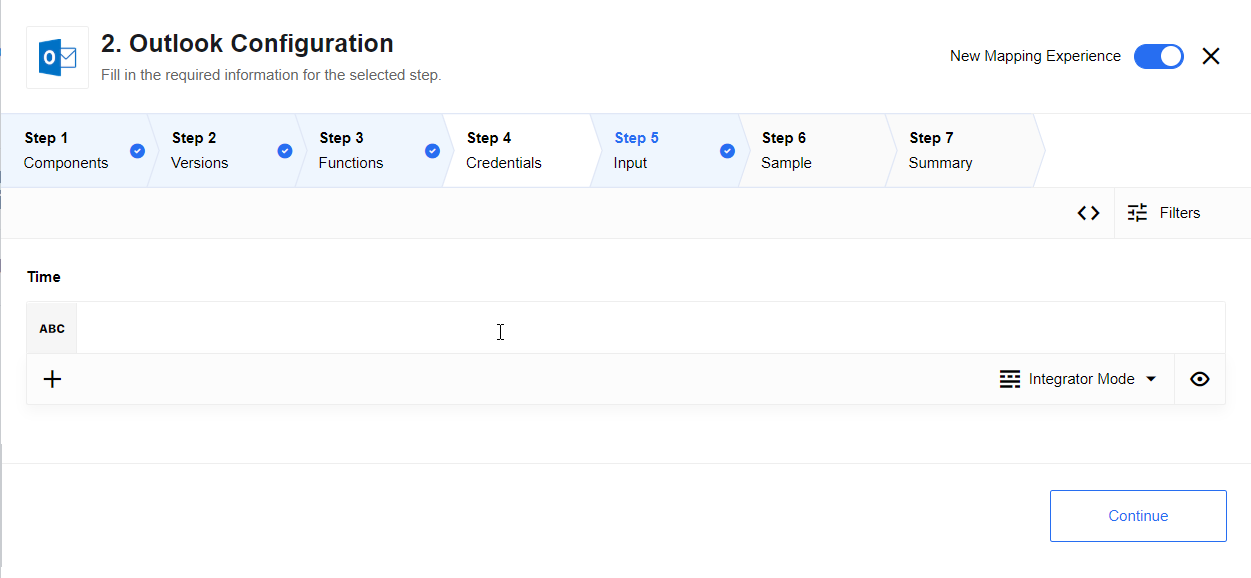 2. Outlook Configuration
Fill in the required information for the selected step.
New Mapping Experience
Step 1
Components
Step 2
Versions
Step 3
Functions
Step 4
Credentials
Step 5
Input
Step 6
Sample
Step 7
Summary
Filters
Time
ABC
Integrator Mode
Continue